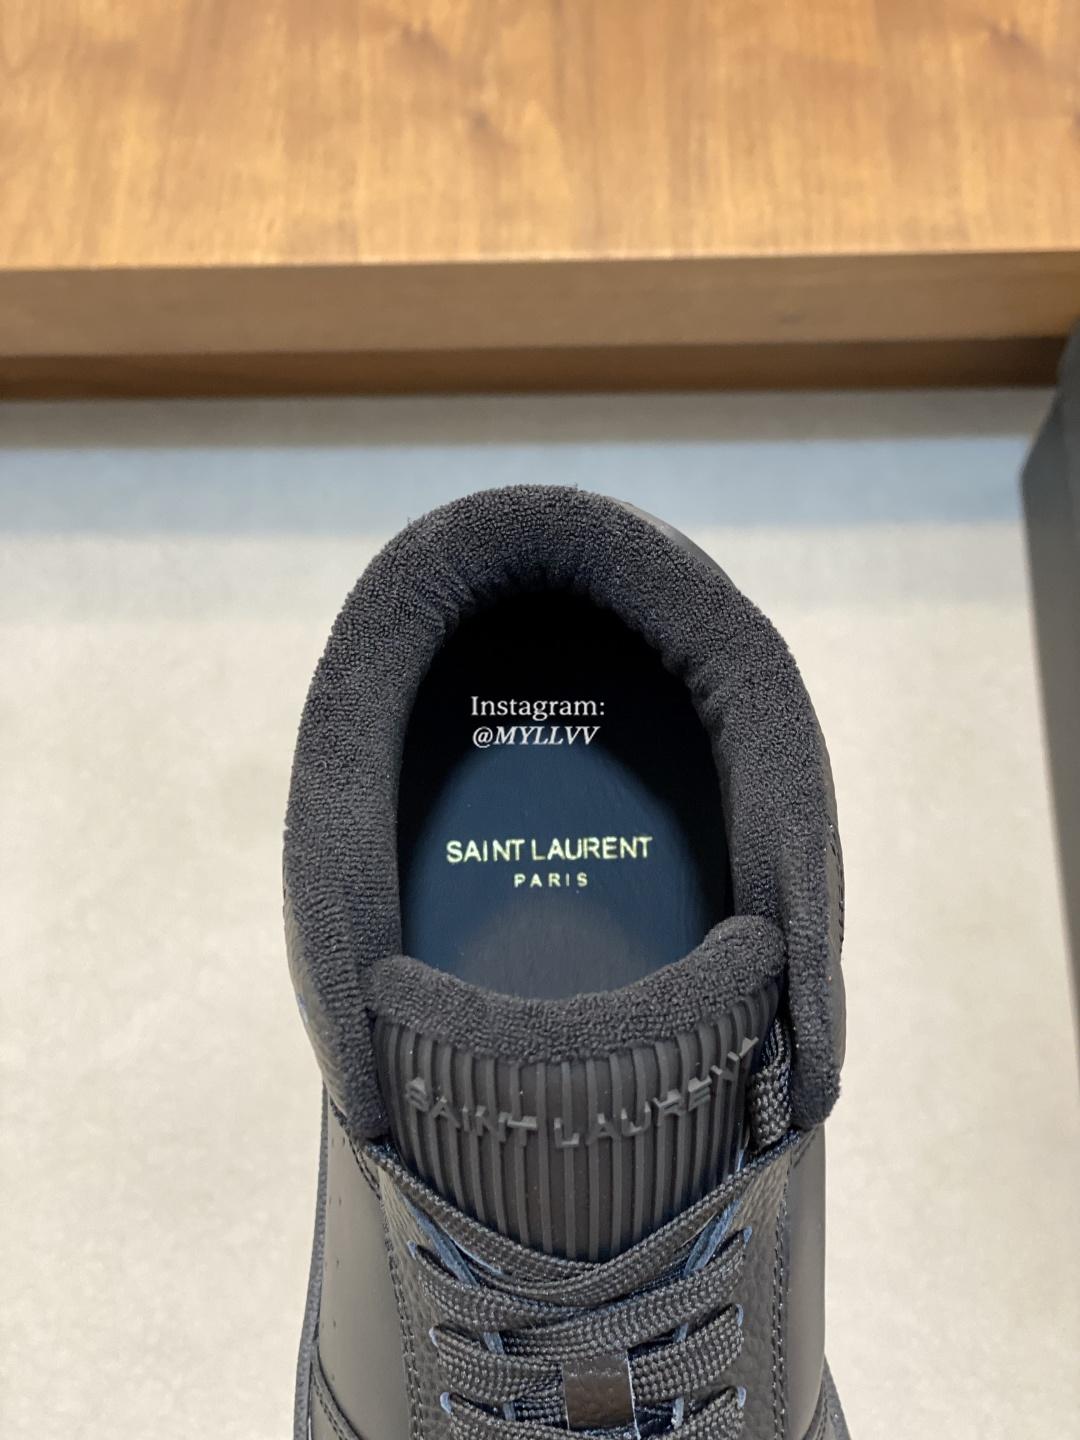 Instagram:
@MYLLVV
SAINT LAURENT
PARIS
SAINT LAURENT